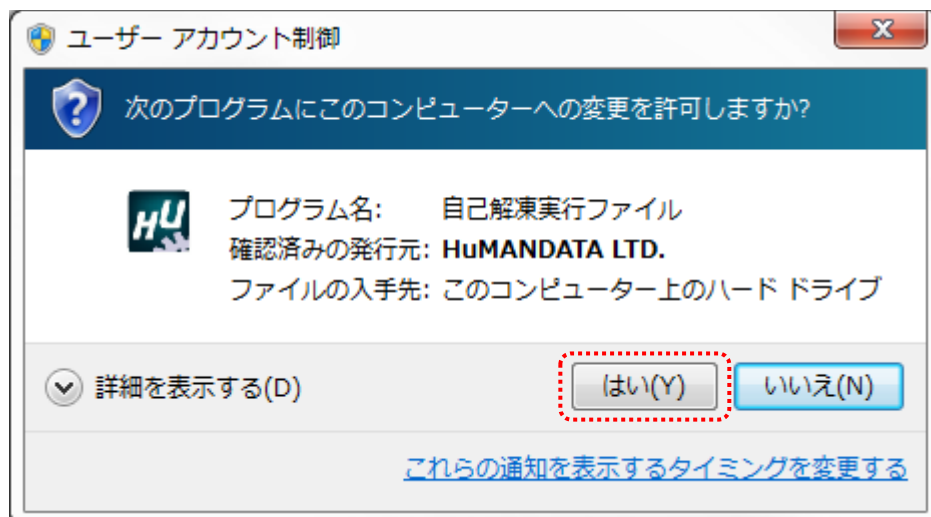 ユーザー アカウント制御
次のプログラムにこのコンピューターへの変更を許可しますか?
HU
プログラム名: 自己解凍実行ファイル
確認済みの発行元: HuMANDATA LTD.
ファイルの入手先: このコンピューター上のハード ドライブ
詳細を表示する(D) はい(Y) いいえ(N)
これらの通知を表示するタイミングを変更する